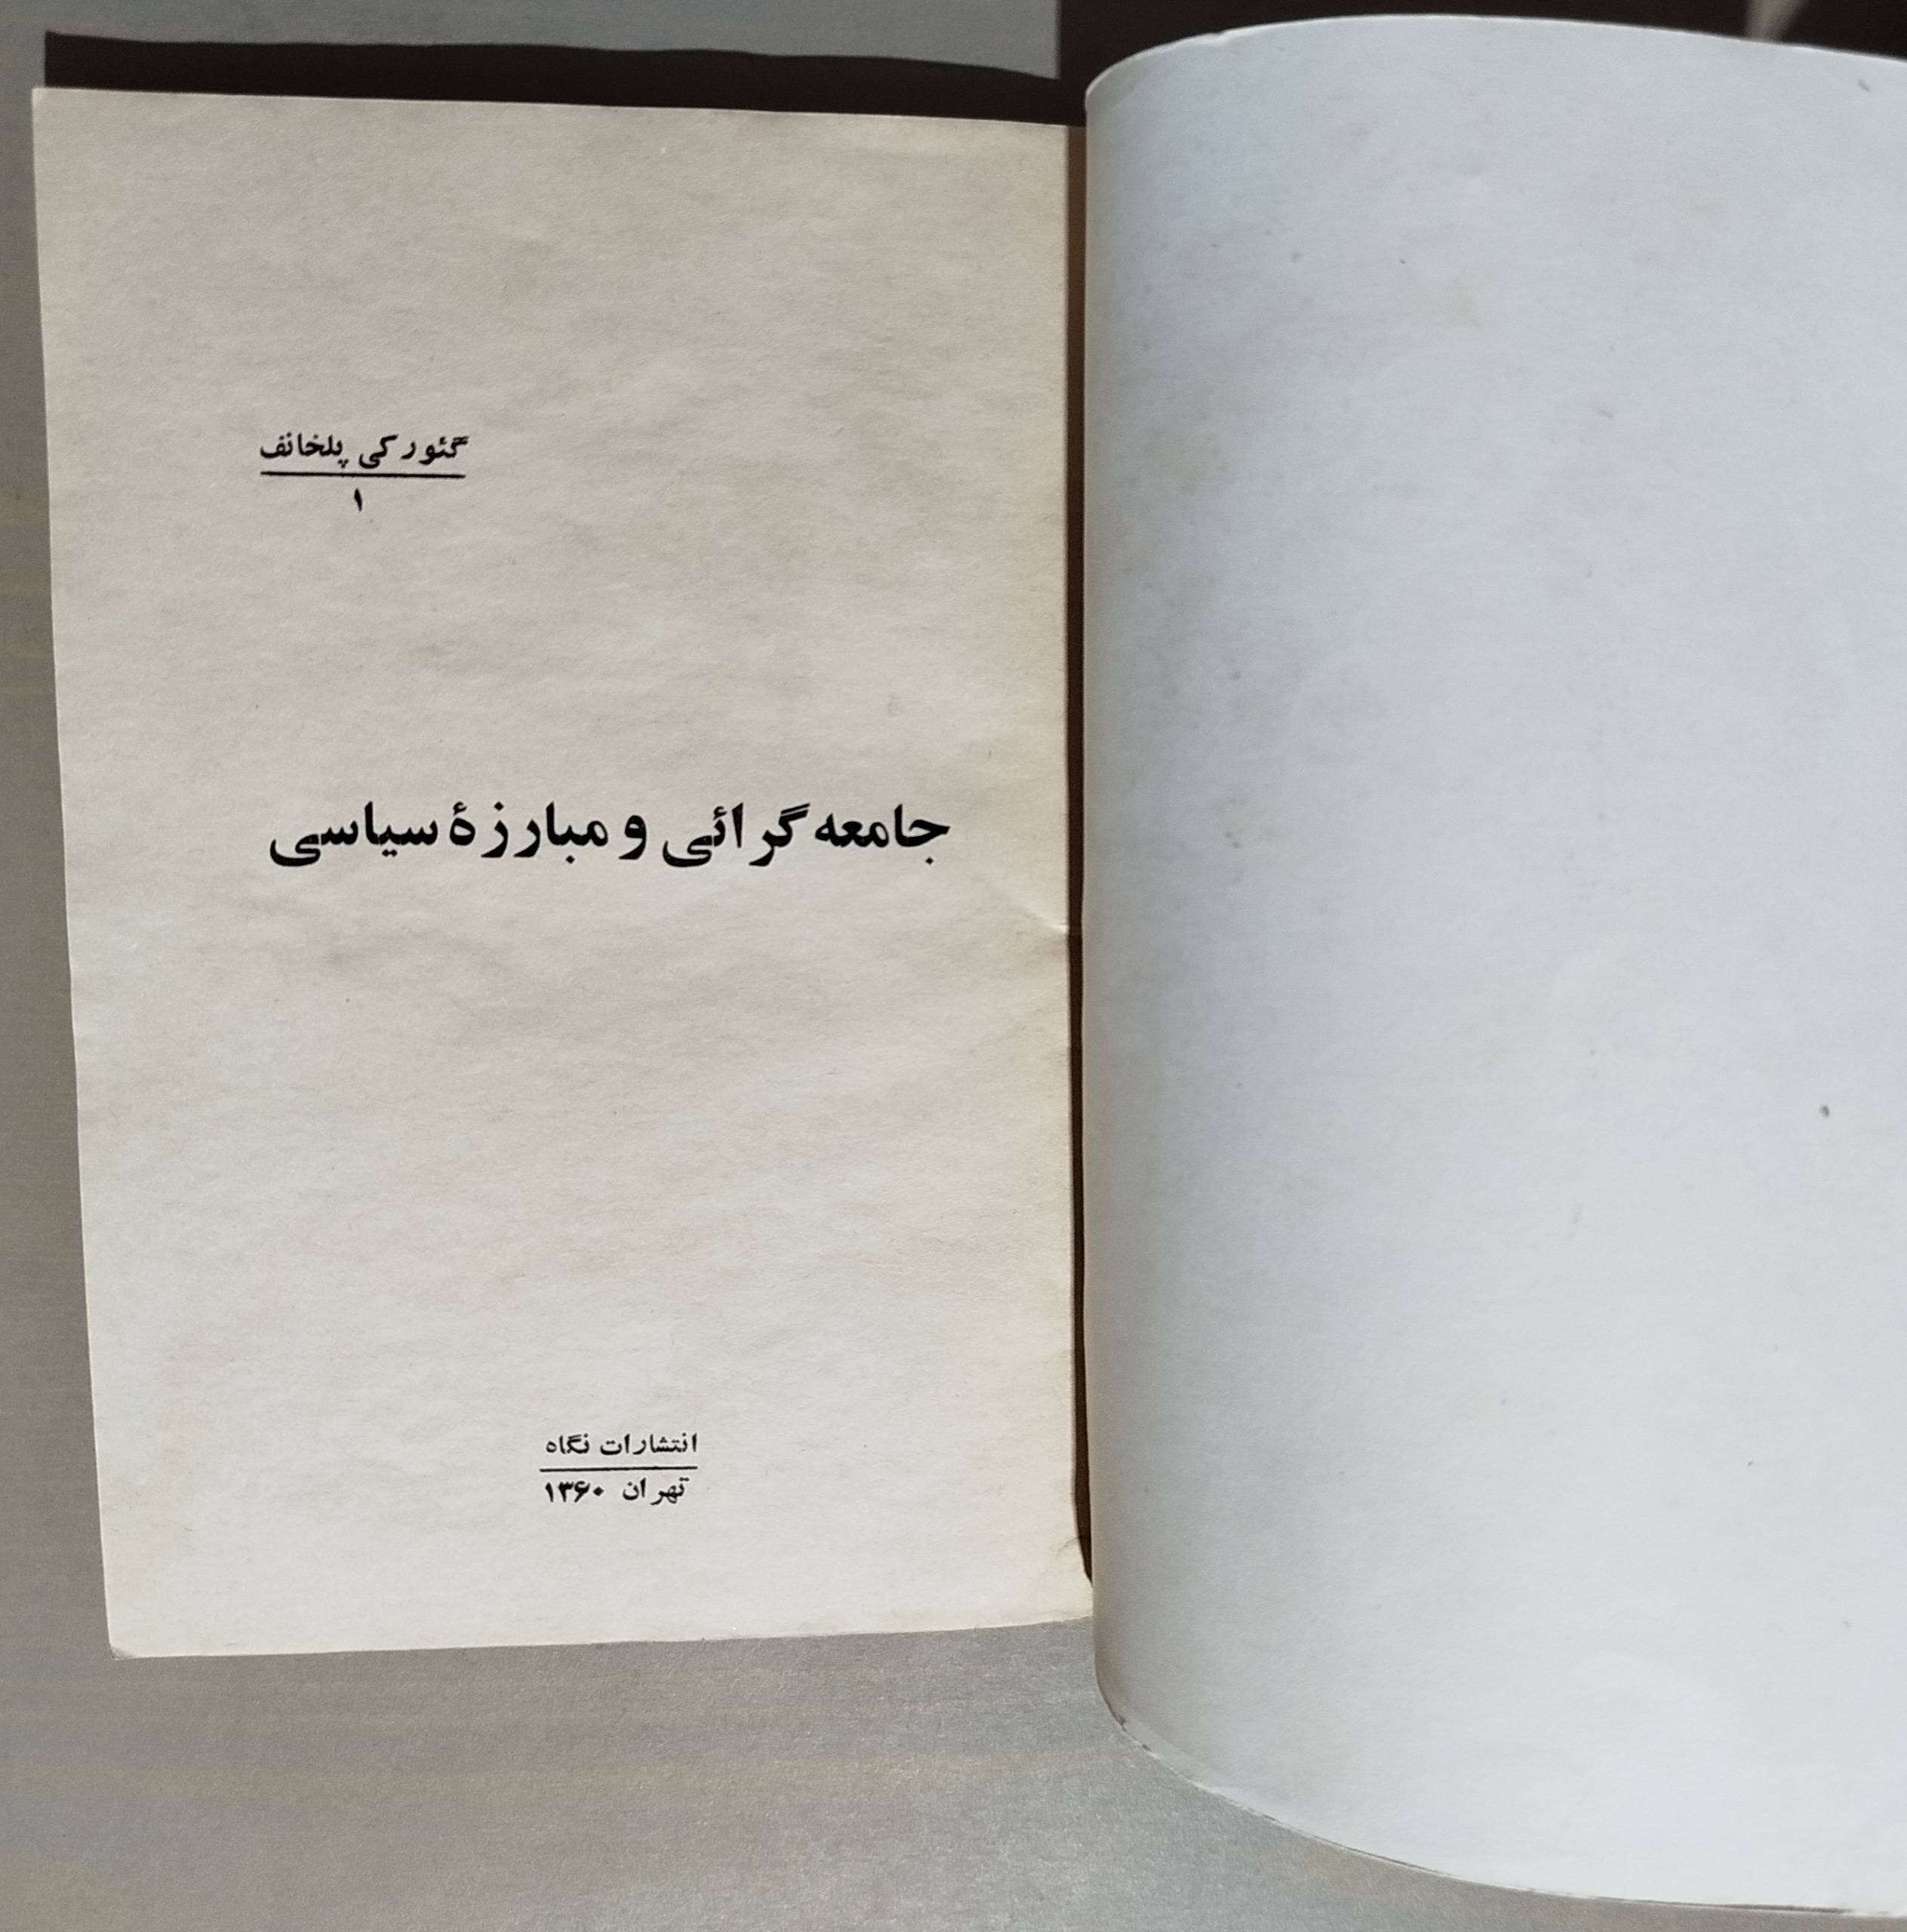 گئورکی پلخانف
۱
جامعه‌گرائی و مبارزهٔ سیاسی
انتشارات نگاه
تهران ۱۳۶۰